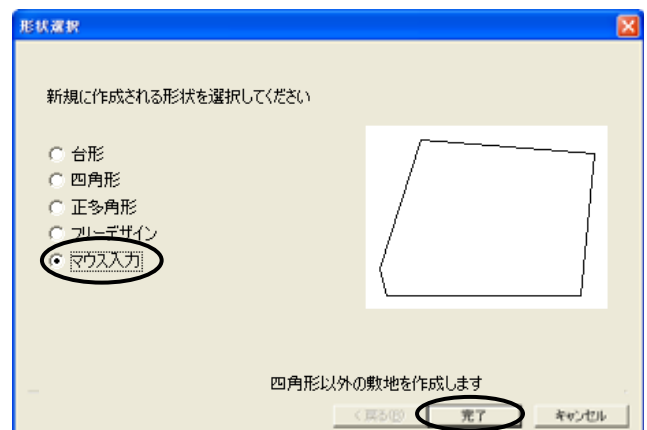 形状選択
新規に作成される形状を選択してください
台形
四角形
正多角形
フリーデザイン
マウス入力
四角形以外の敷地を作成します
< 戻る(B)
完了
キャンセル